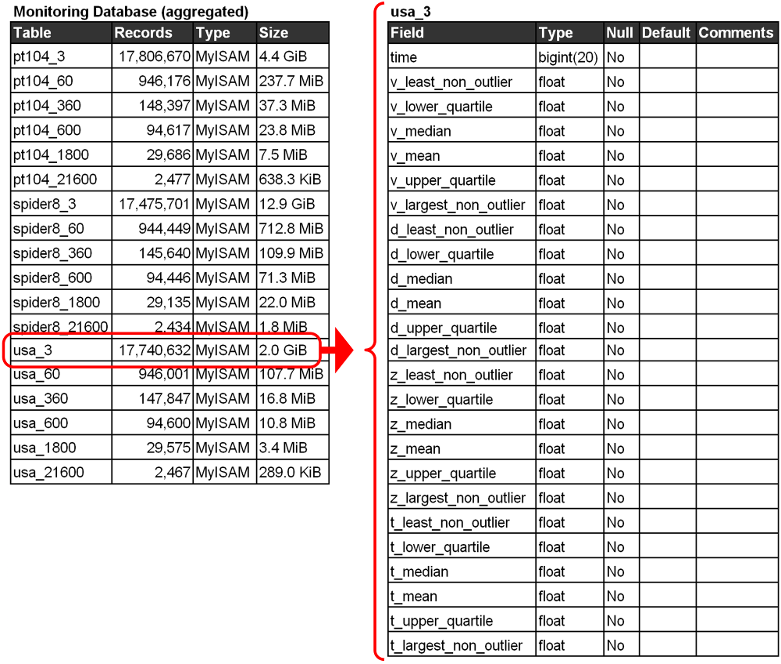 Monitoring Database (aggregated)
Table Records Type Size
pt104_3 17,806,670 MyISAM 4.4 GiB
pt104_60 946,176 MyISAM 237.7 MiB
pt104_360 148,397 MyISAM 37.3 MiB
pt104_600 94,617 MyISAM 23.8 MiB
pt104_1800 29,686 MyISAM 7.5 MiB
pt104_21600 2,477 MyISAM 638.3 KiB
spider8_3 17,475,701 MyISAM 12.9 GiB
spider8_60 944,449 MyISAM 712.8 MiB
spider8_360 145,640 MyISAM 109.9 MiB
spider8_600 94,446 MyISAM 71.3 MiB
spider8_1800 29,135 MyISAM 22.0 MiB
spider8_21600 2,434 MyISAM 1.8 MiB
usa_3 17,740,632 MyISAM 2.0 GiB
usa_60 946,001 MyISAM 107.7 MiB
usa_360 147,847 MyISAM 16.8 MiB
usa_600 94,600 MyISAM 10.8 MiB
usa_1800 29,575 MyISAM 3.4 MiB
usa_21600 2,467 MyISAM 289.0 KiB
usa_3
Field Type Null Default Comments
time bigint(20) No
v_least_non_outlier float No
v_lower_quartile float No
v_median float No
v_mean float No
v_upper_quartile float No
v_largest_non_outlier float No
d_least_non_outlier float No
d_lower_quartile float No
d_median float No
d_mean float No
d_upper_quartile float No
d_largest_non_outlier float No
z_least_non_outlier float No
z_lower_quartile float No
z_median float No
z_mean float No
z_upper_quartile float No
z_largest_non_outlier float No
t_least_non_outlier float No
t_lower_quartile float No
t_median float No
t_mean float No
t_upper_quartile float No
t_largest_non_outlier float No